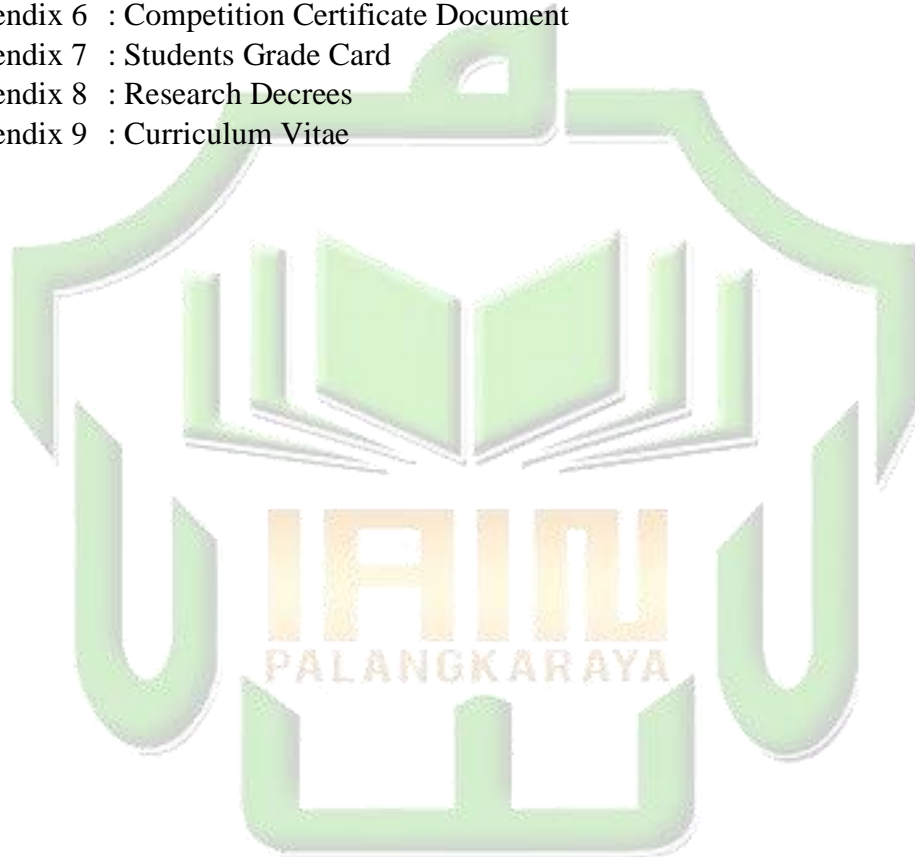 endix 6 : Competition Certificate Document
endix 7 : Students Grade Card
endix 8 : Research Decrees
endix 9 : Curriculum Vitae
IAIN
PALANGKARAYA